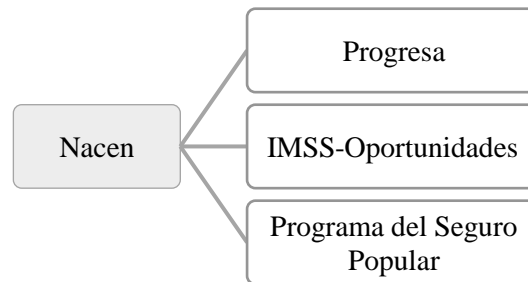 Nacen
Progresa
IMSS-Oportunidades
Programa del Seguro
Popular